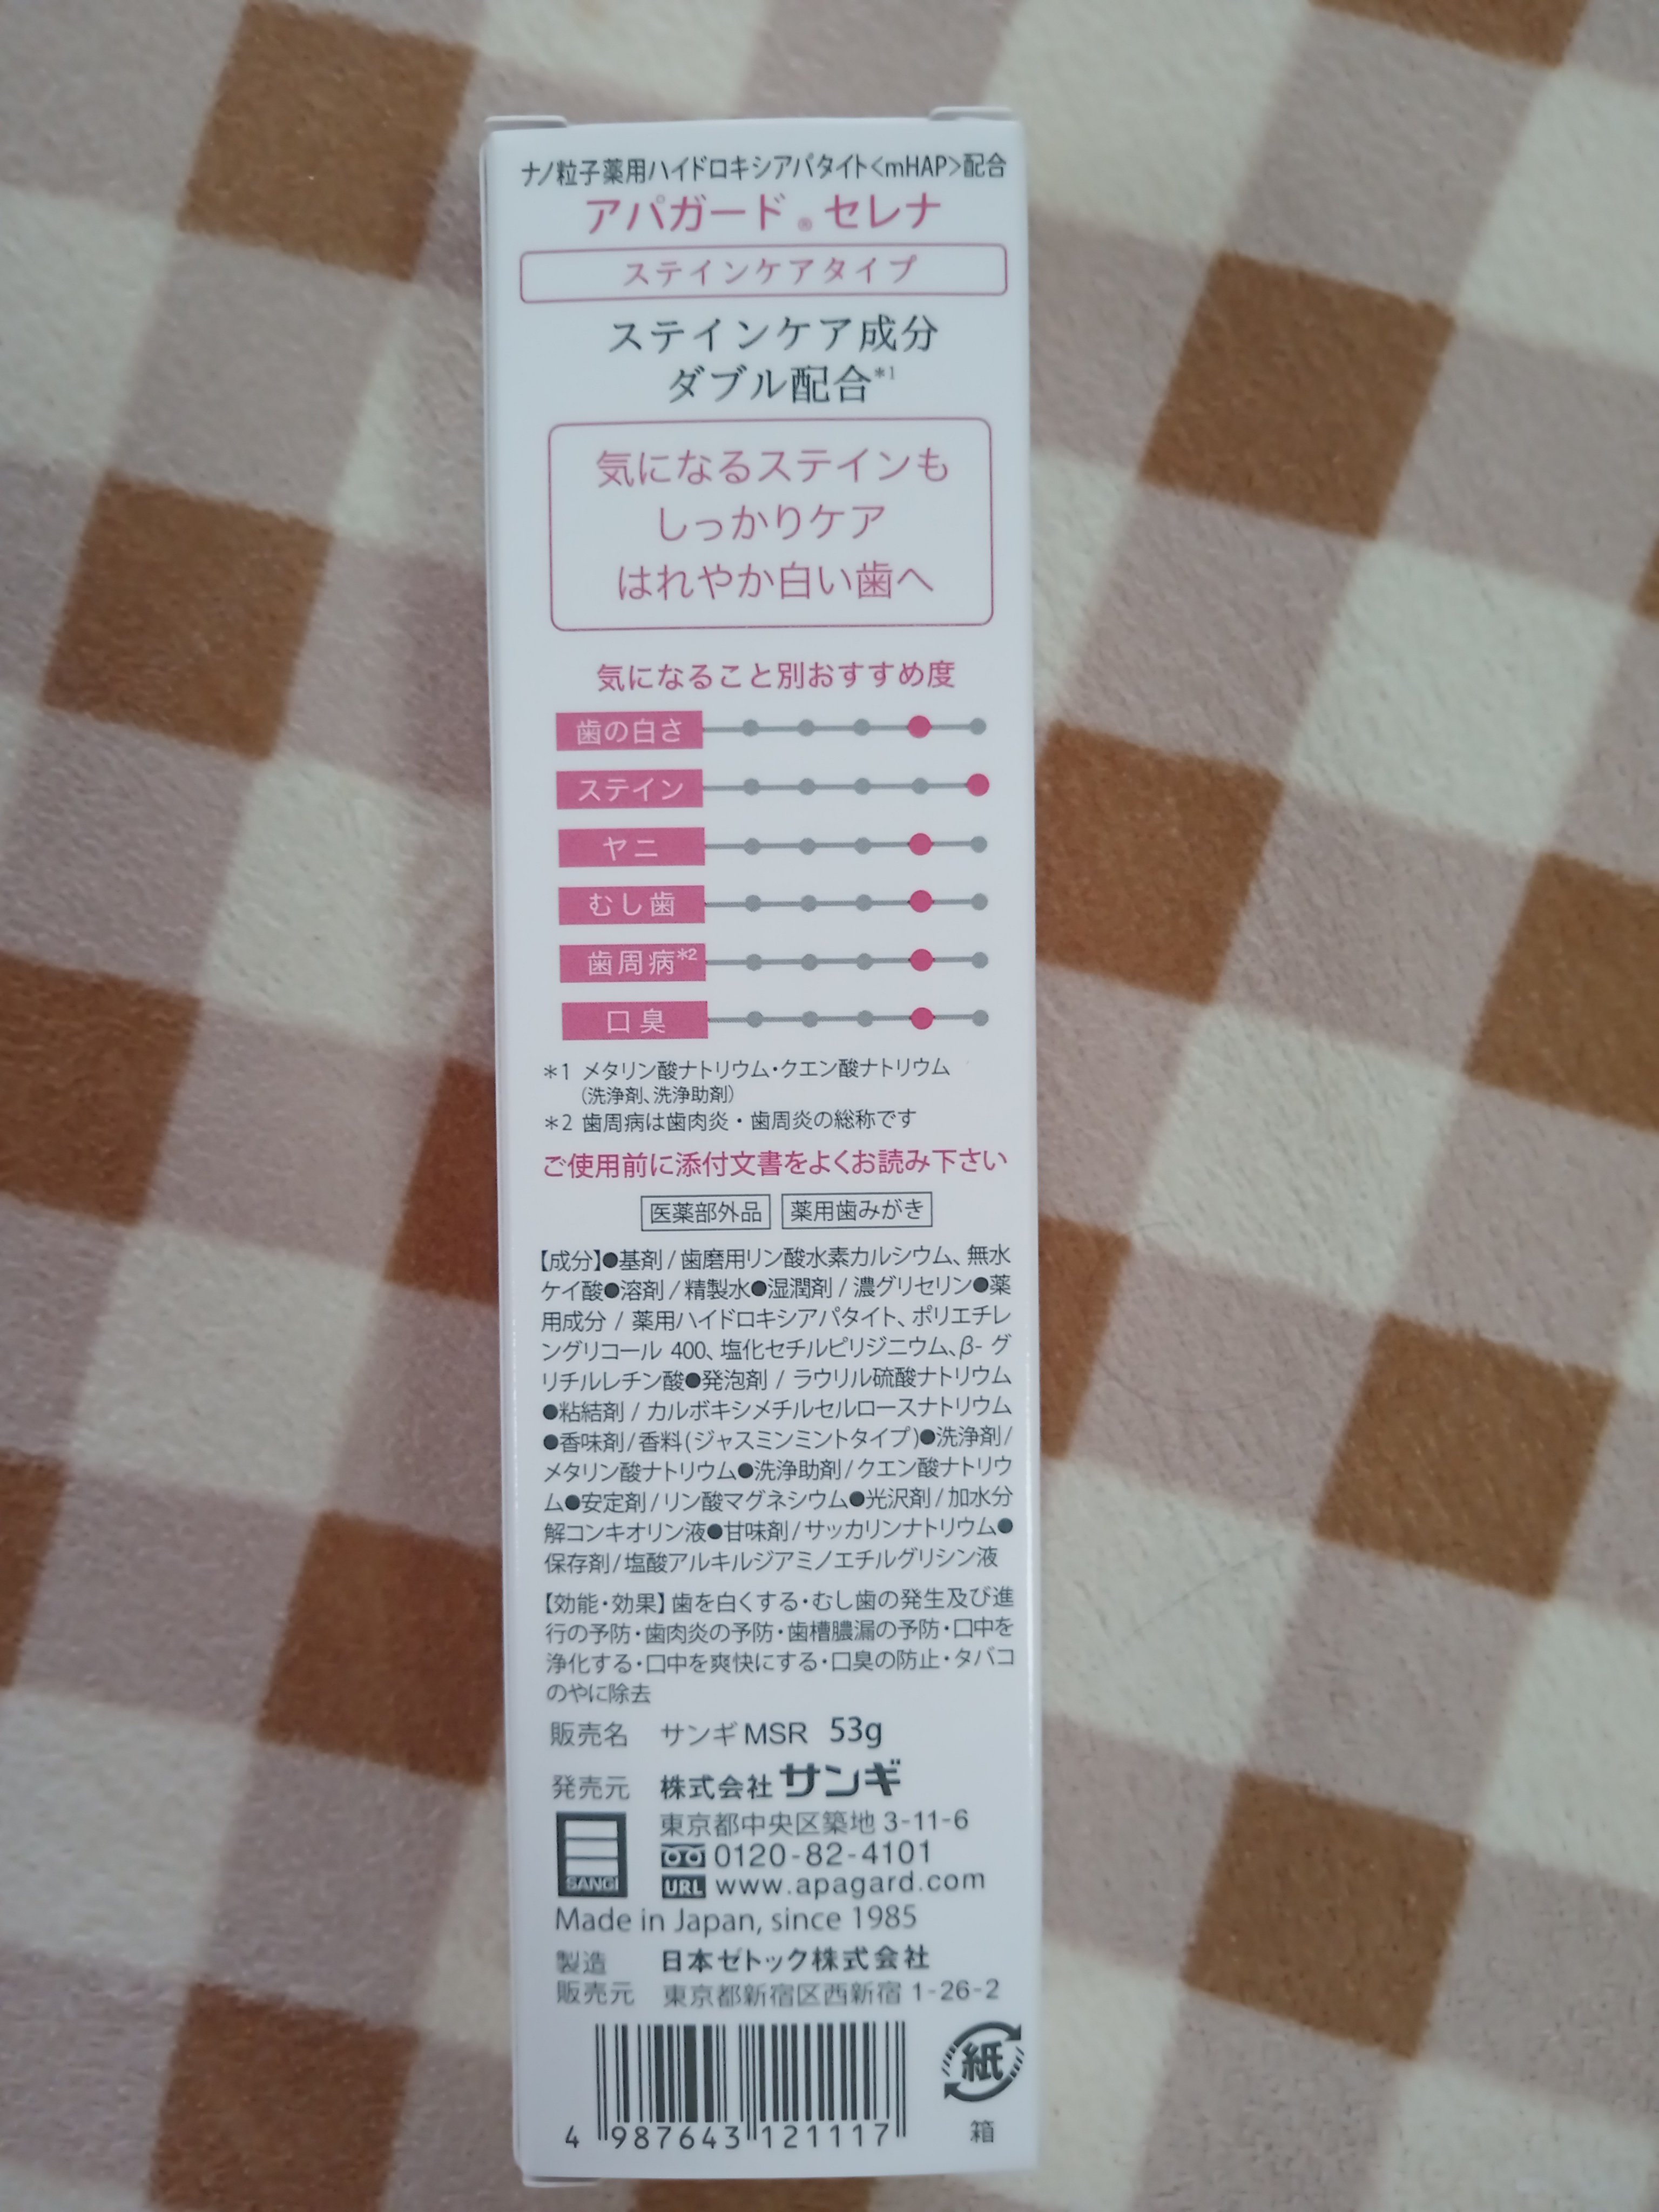 ナノ粒子薬用ハイドロキシアパタイト<mHAP>配合
アパガード®セレナ
ステインケアタイプ
ステインケア成分
ダブル配合*1
気になるステインも
しっかりケア
はれやか白い歯へ
気になること別おすすめ度
歯の白さ
ステイン
ヤニ
むし歯
歯周病*2
口臭
*1 メタリン酸ナトリウム・クエン酸ナトリウム
(洗浄剤、洗浄助剤)
*2 歯周病は歯肉炎・歯周炎の総称です
ご使用前に添付文書をよくお読み下さい
医薬部外品 薬用歯みがき
【成分】●基剤/歯磨用リン酸水素カルシウム、無水
ケイ酸●溶剤/精製水●湿潤剤/濃グリセリン●薬
用成分/薬用ハイドロキシアパタイト、ポリエチレ
ングリコール 400、塩化セチルピリジニウム、β-グ
リチルレチン酸●発泡剤/ラウリル硫酸ナトリウム
●粘結剤/カルボキシメチルセルロースナトリウム
●香味剤/香料(ジャスミンミントタイプ)●洗浄剤/
メタリン酸ナトリウム●洗浄助剤/クエン酸ナトリウ
ム●安定剤/リン酸マグネシウム●光沢剤/加水分
解コンキオリン液●甘味剤/サッカリンナトリウム●
保存剤/塩酸アルキルジアミノエチルグリシン液
【効能・効果】歯を白くする・むし歯の発生及び進
行の予防・歯肉炎の予防・歯槽膿漏の予防・口中を
浄化する・口中を爽快にする・口臭の防止・タバコ
のやに除去
販売名 サンギMSR 53g
発売元 株式会社サンギ
東京都中央区築地 3-11-6
0120-82-4101
SANGI
URL www.apagard.com
Made in Japan, since 1985
製造 日本ゼトック株式会社
販売元 東京都新宿区西新宿 1-26-2
紙
箱
4 987643 121117